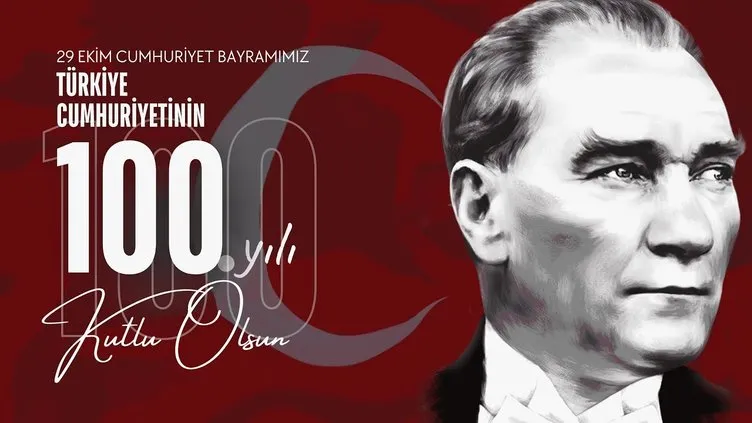 29 EKİM CUMHURİYET BAYRAMIMIZ
TÜRKİYE
CUMHURİYETİNİN
100.yılı
Kutlu Olsun